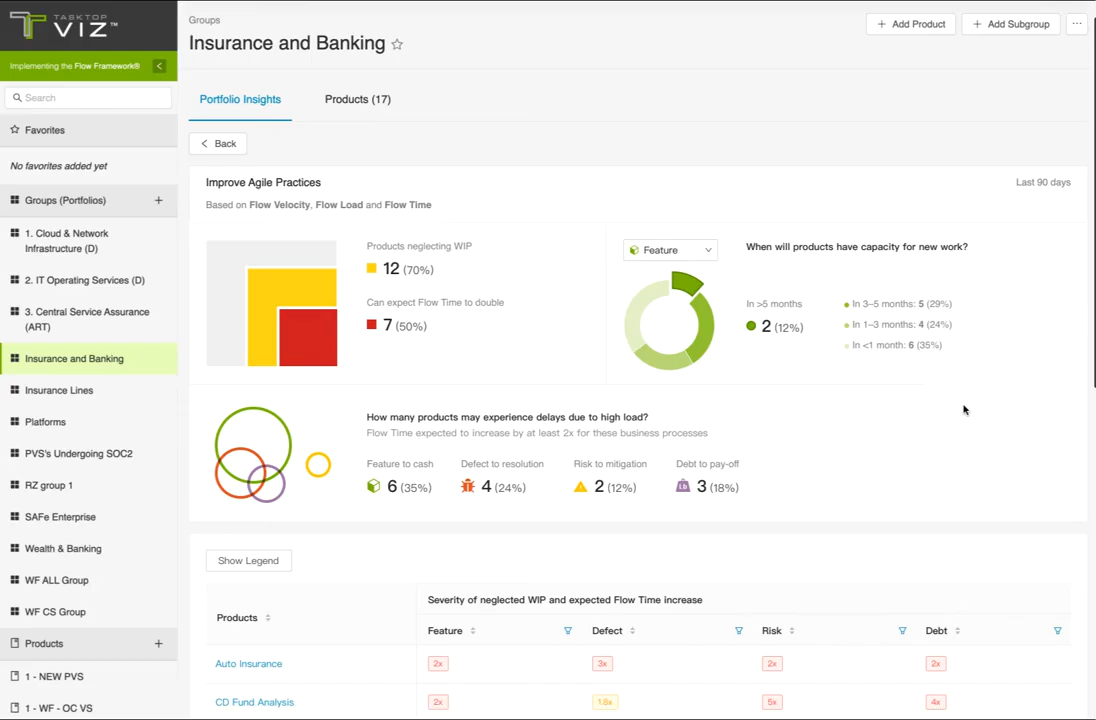 TASKTOP
VIZ™
Implementing the Flow Framework®
Search
Favorites
No favorites added yet
Groups (Portfolios)
1. Cloud & Network
Infrastructure (D)
2. IT Operating Services (D)
3. Central Service Assurance
(ART)
Insurance and Banking
Insurance Lines
Platforms
PVS's Undergoing SOC2
RZ group 1
SAFe Enterprise
Wealth & Banking
WF ALL Group
WF CS Group
Products
1 - NEW PVS
1 - WF - OC VS
Groups
Insurance and Banking
Add Product
Add Subgroup
Portfolio Insights
Products (17)
Back
Improve Agile Practices
Last 90 days
Based on Flow Velocity, Flow Load and Flow Time
Products neglecting WIP
12 (70%)
Can expect Flow Time to double
7 (50%)
Feature
When will products have capacity for new work?
In >5 months
2 (12%)
In 3–5 months: 5 (29%)
In 1–3 months: 4 (24%)
In <1 month: 6 (35%)
How many products may experience delays due to high load?
Flow Time expected to increase by at least 2x for these business processes
Feature to cash
6 (35%)
Defect to resolution
4 (24%)
Risk to mitigation
2 (12%)
Debt to pay-off
3 (18%)
Show Legend
Products
Severity of neglected WIP and expected Flow Time increase
Feature Defect Risk Debt
Auto Insurance 2x 3x 2x 2x
CD Fund Analysis 2x 1.8x 5x 4x